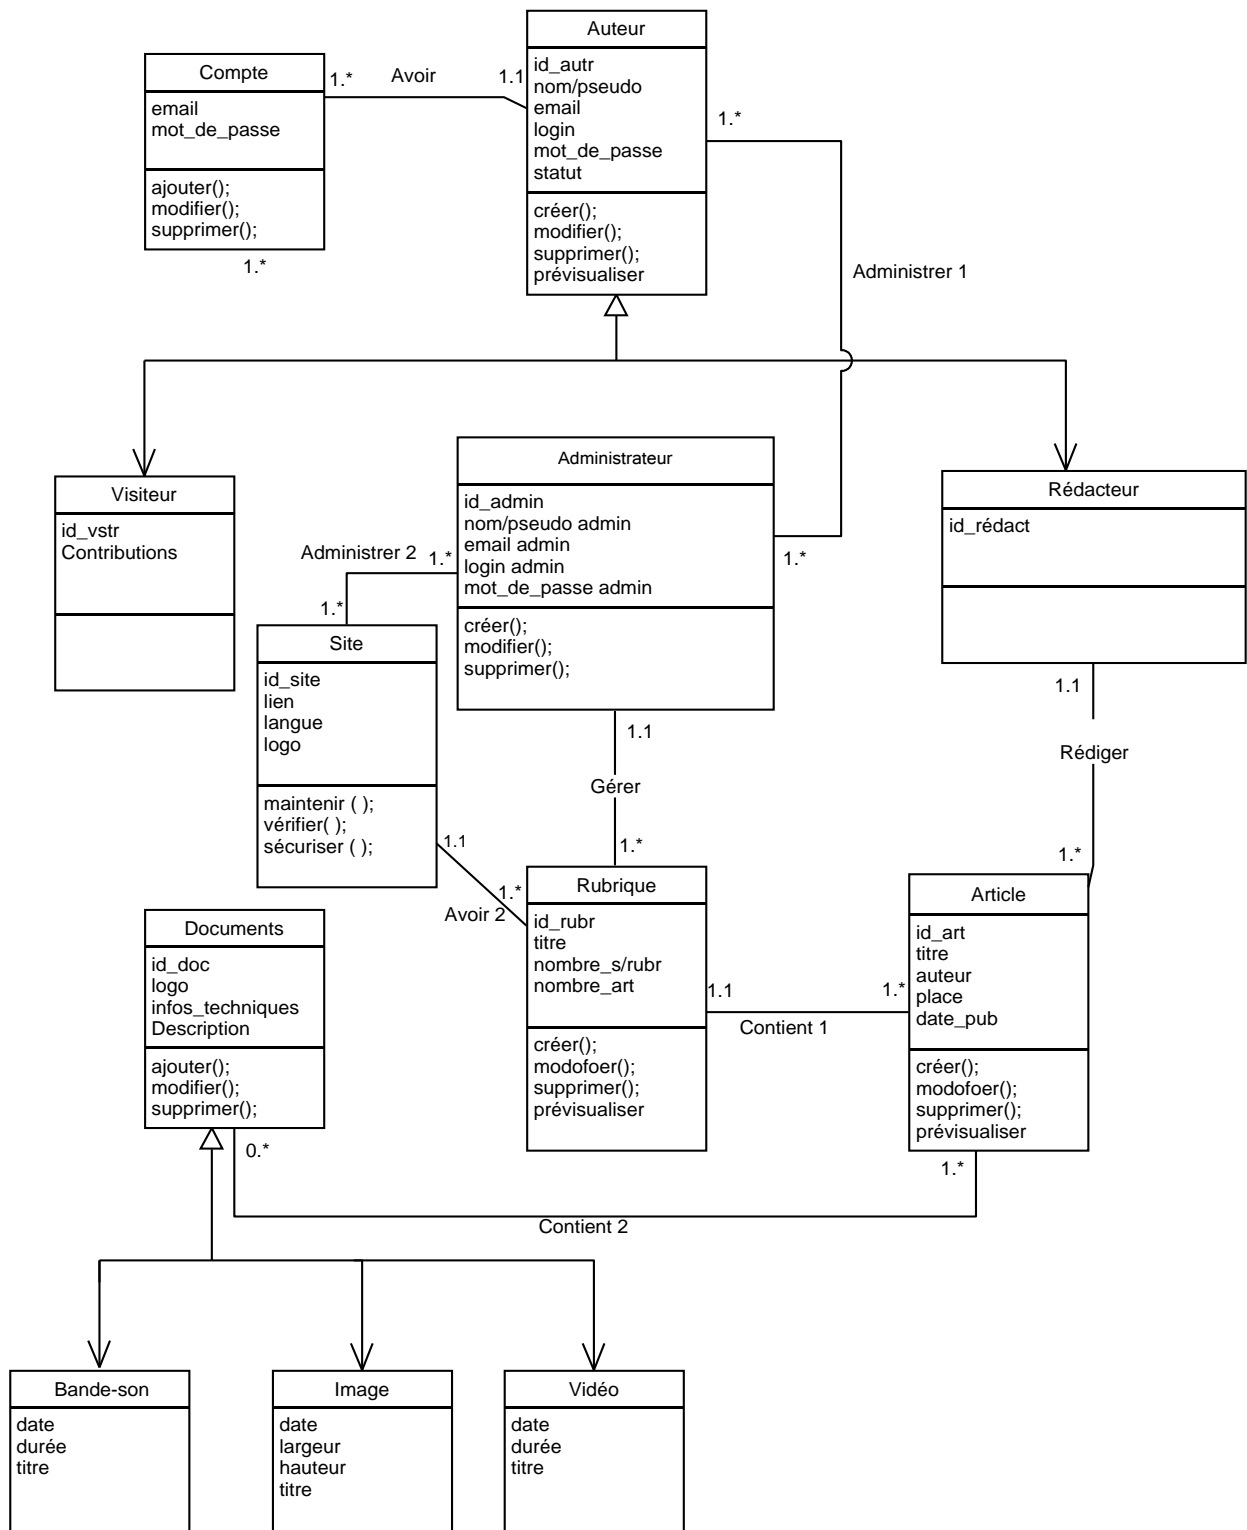 Auteur
id_autr
nom/pseudo
email
login
mot_de_passe
statut
créer();
modifier();
supprimer();
prévisualiser
Compte
email
mot_de_passe
ajouter();
modifier();
supprimer();
1.*
1.*
Avoir
1.1
1.*
Administrer 1
Visiteur
id_vstr
Contributions
Administrateur
id_admin
nom/pseudo admin
email admin
login admin
mot_de_passe admin
créer();
modifier();
supprimer();
1.*
Rédacteur
id_rédact
Administrer 2
1.*
1.*
Site
id_site
lien
langue
logo
maintenir ( );
vérifier( );
sécuriser ( );
1.1
Gérer
1.*
1.1
Rédiger
1.*
1.1
1.*
Avoir 2
Rubrique
id_rubr
titre
nombre_s/rubr
nombre_art
créer();
modofoer();
supprimer();
prévisualiser
1.1
1.*
Contient 1
Article
id_art
titre
auteur
place
date_pub
créer();
modofoer();
supprimer();
prévisualiser
Documents
id_doc
logo
infos_techniques
Description
ajouter();
modifier();
supprimer();
0.*
1.*
Contient 2
Bande-son
date
durée
titre
Image
date
largeur
hauteur
titre
Vidéo
date
durée
titre